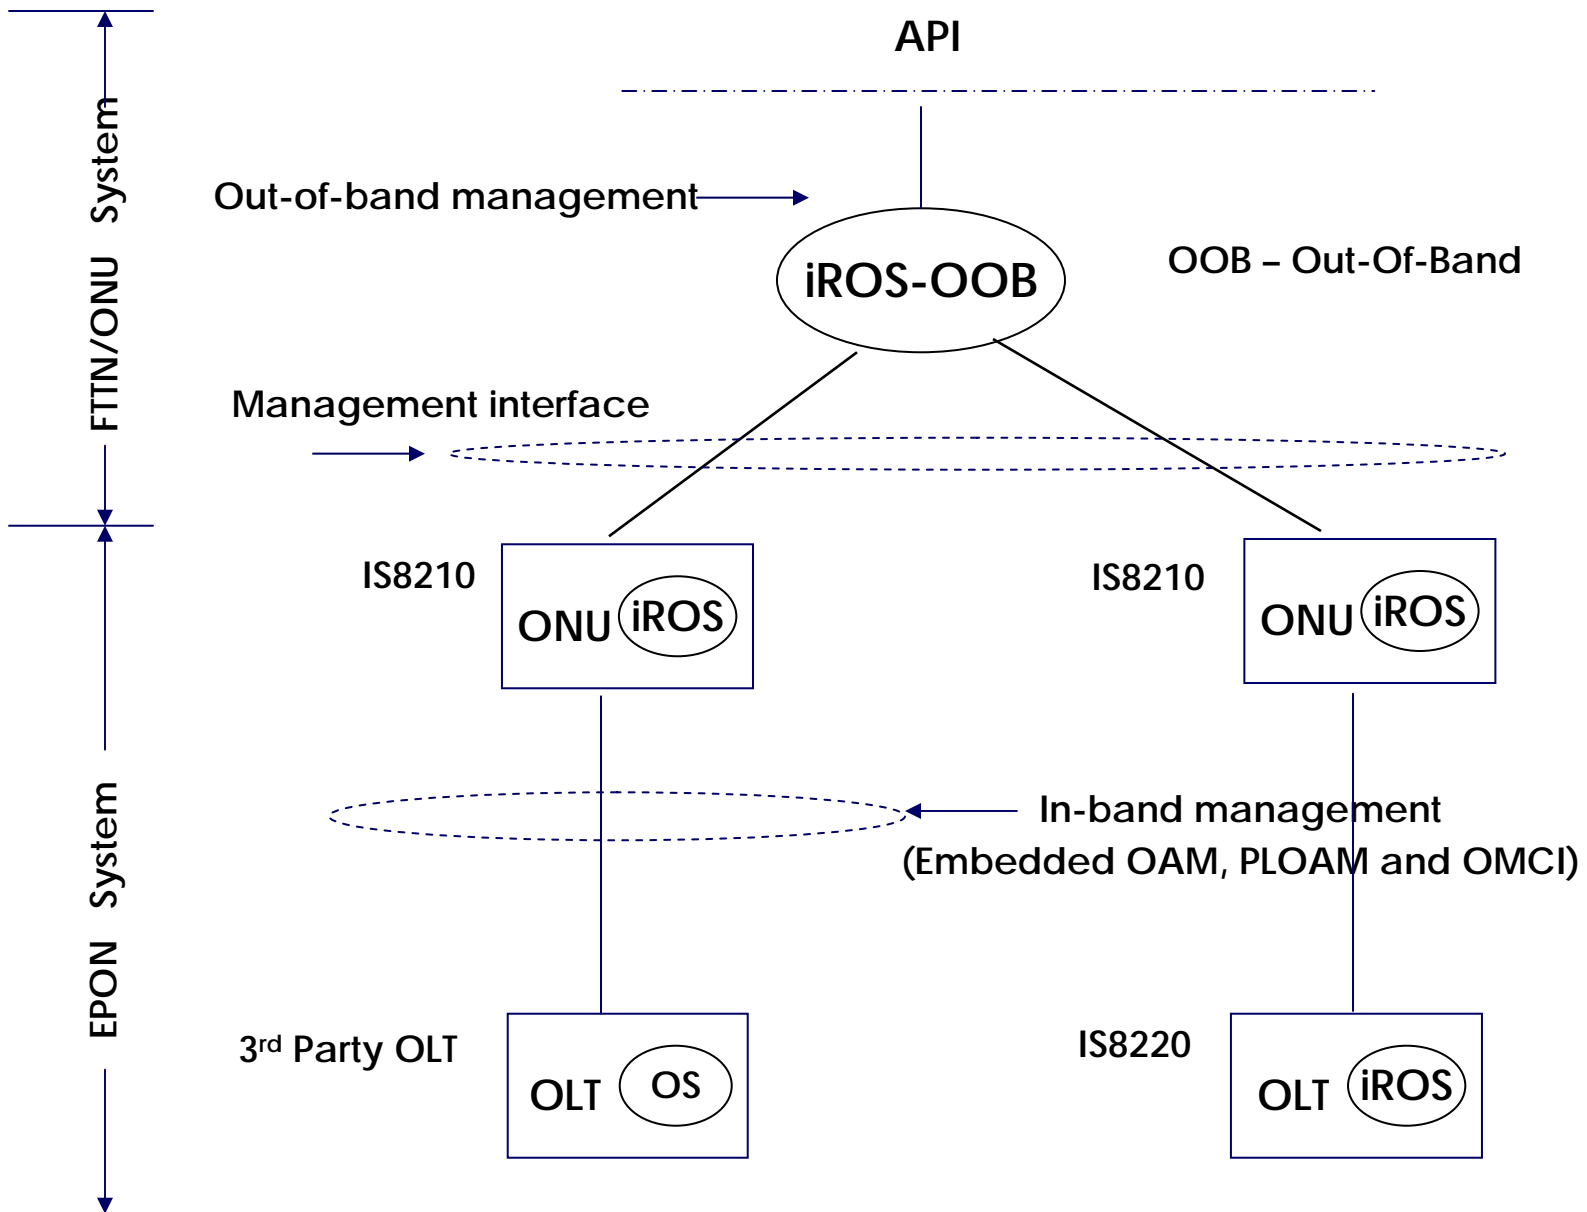 API
FTTN/ONU System
Out-of-band management
iROS-OOB
OOB – Out-Of-Band
Management interface
IS8210
ONU iROS
IS8210
ONU iROS
EPON System
In-band management
(Embedded OAM, PLOAM and OMCI)
3rd Party OLT
OLT OS
IS8220
OLT iROS